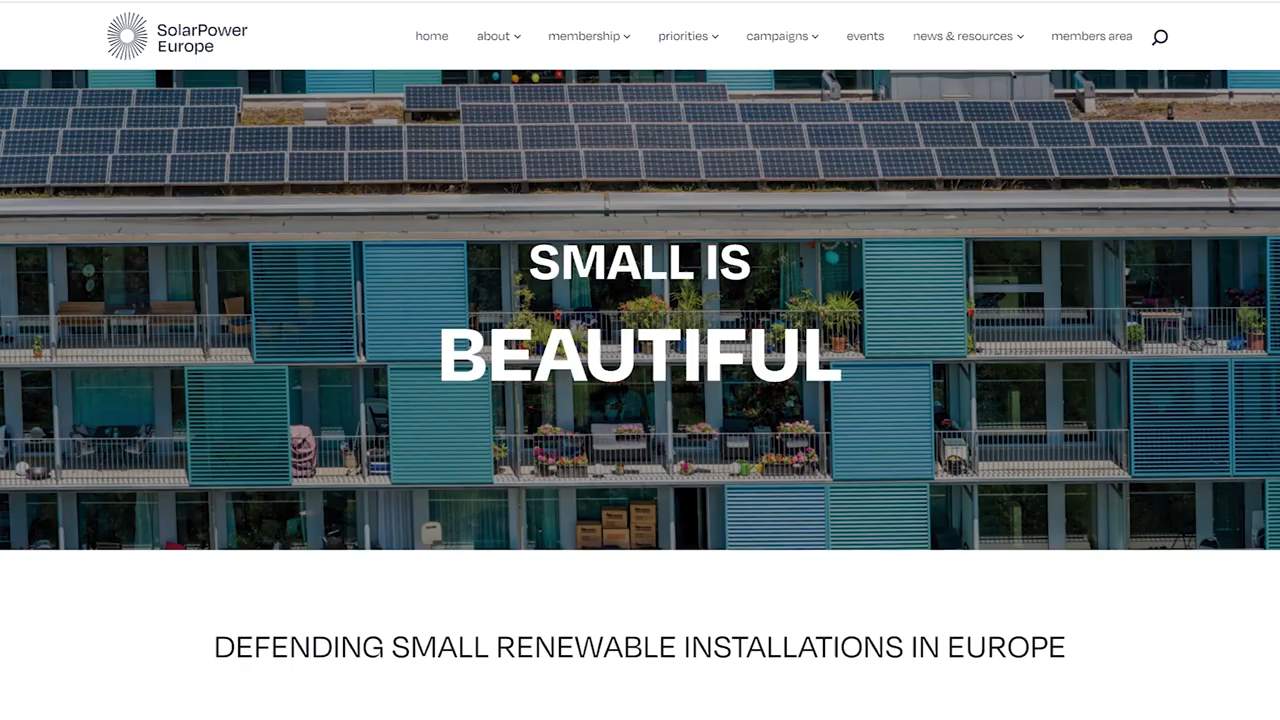 SolarPower
Europe
home about membership priorities campaigns events news & resources members area
SMALL IS
BEAUTIFUL
DEFENDING SMALL RENEWABLE INSTALLATIONS IN EUROPE